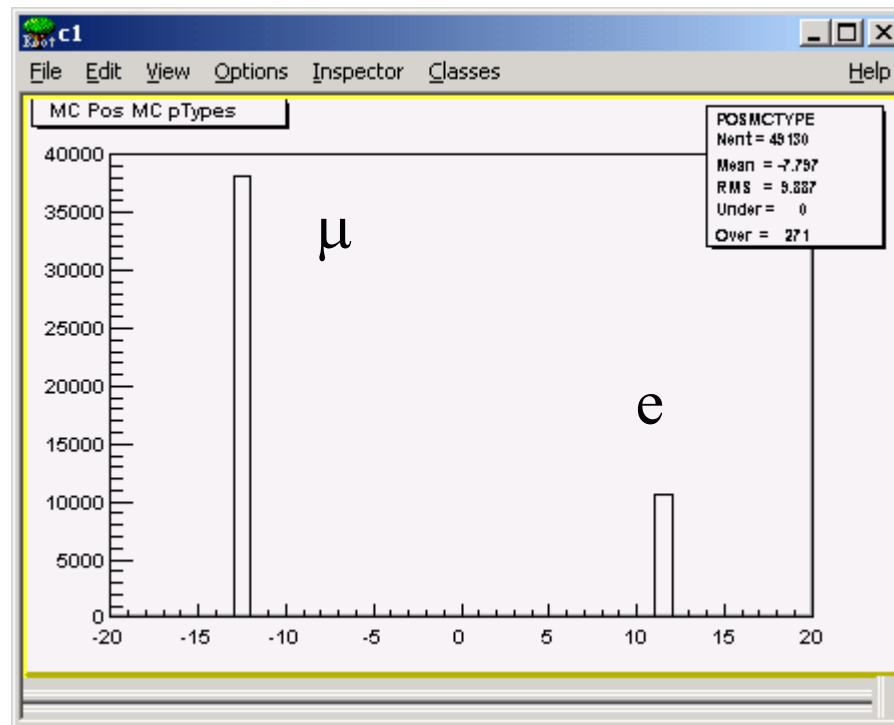 c1
File Edit View Options Inspector Classes Help
MC Pos MC pTypes
POSMCTYPE
Nent = 49130
Mean = -7.797
RMS = 9.887
Under = 0
Over = 271
40000
35000
30000
25000
20000
15000
10000
5000
0
μ
e
-20 -15 -10 -5 0 5 10 15 20